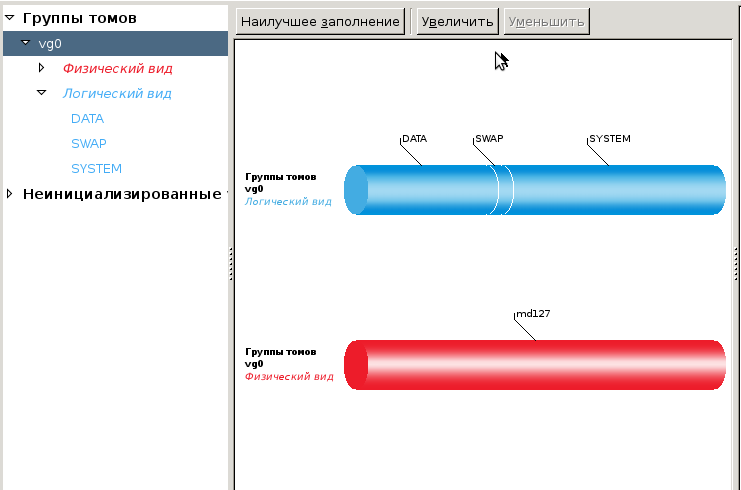 Группы томов
vg0
Физический вид
Логический вид
DATA
SWAP
SYSTEM
Неинициализированные
Наилучшее заполнение
Увеличить
Уменьшить
DATA
SWAP
SYSTEM
Группы томов
vg0
Логический вид
md127
Группы томов
vg0
Физический вид